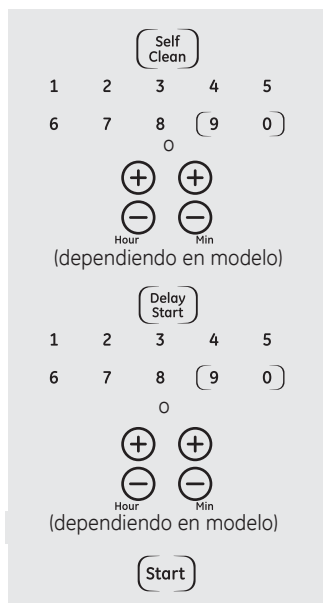 Self
Clean
1 2 3 4 5
6 7 8 9 0
o
+ +
− −
Hour Min
(dependiendo en modelo)
Delay
Start
1 2 3 4 5
6 7 8 9 0
o
+ +
− −
Hour Min
(dependiendo en modelo)
Start